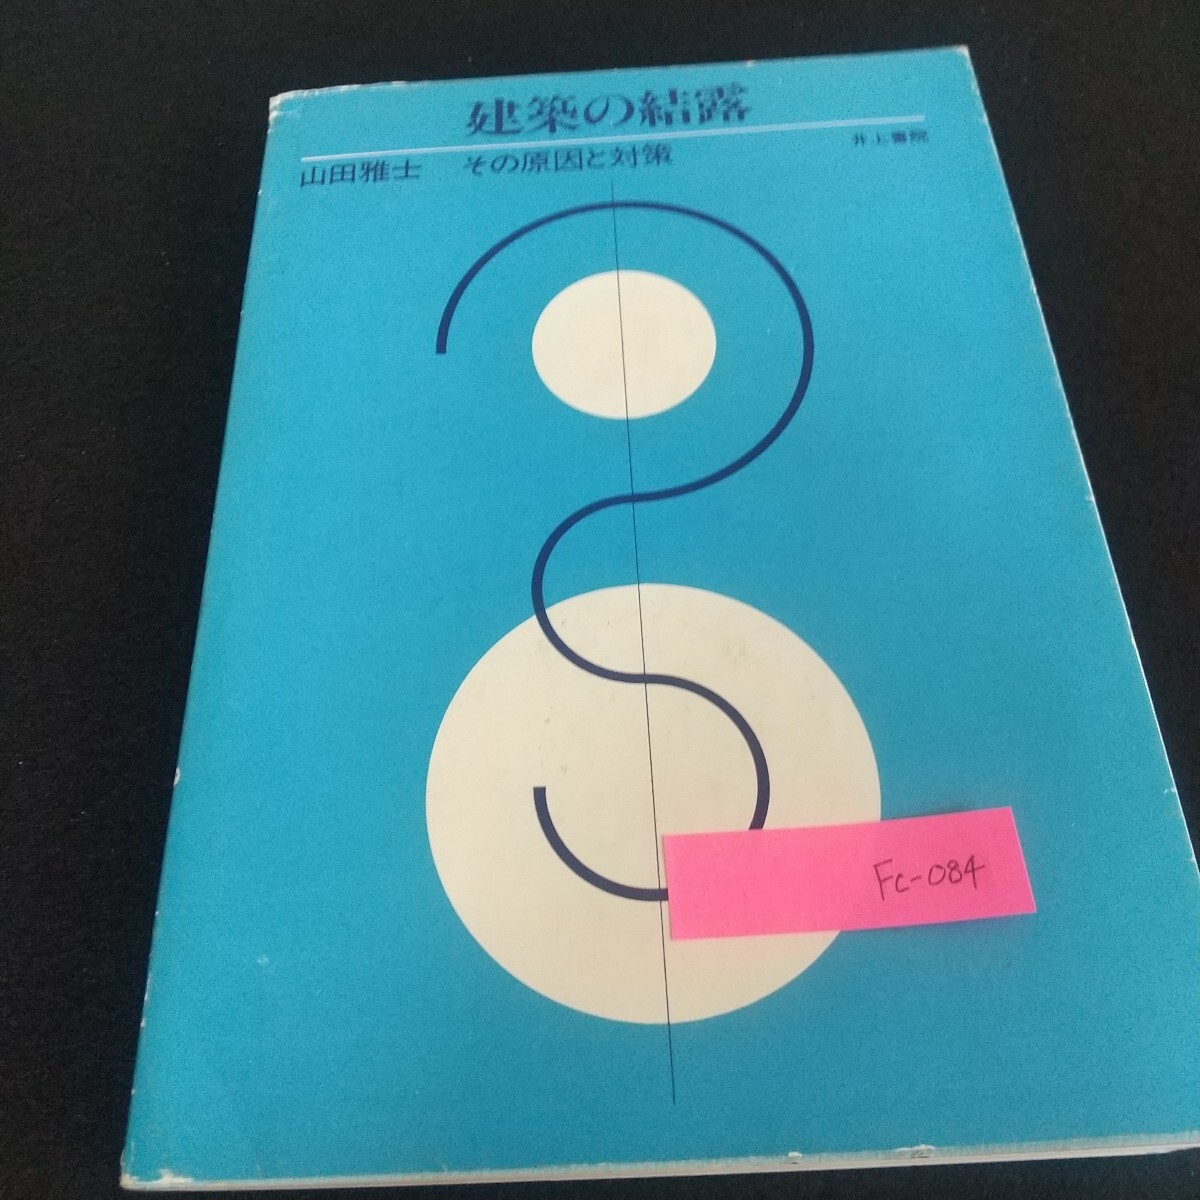 建築の結露
井上書院
山田雅士 その原因と対策
Fc-084